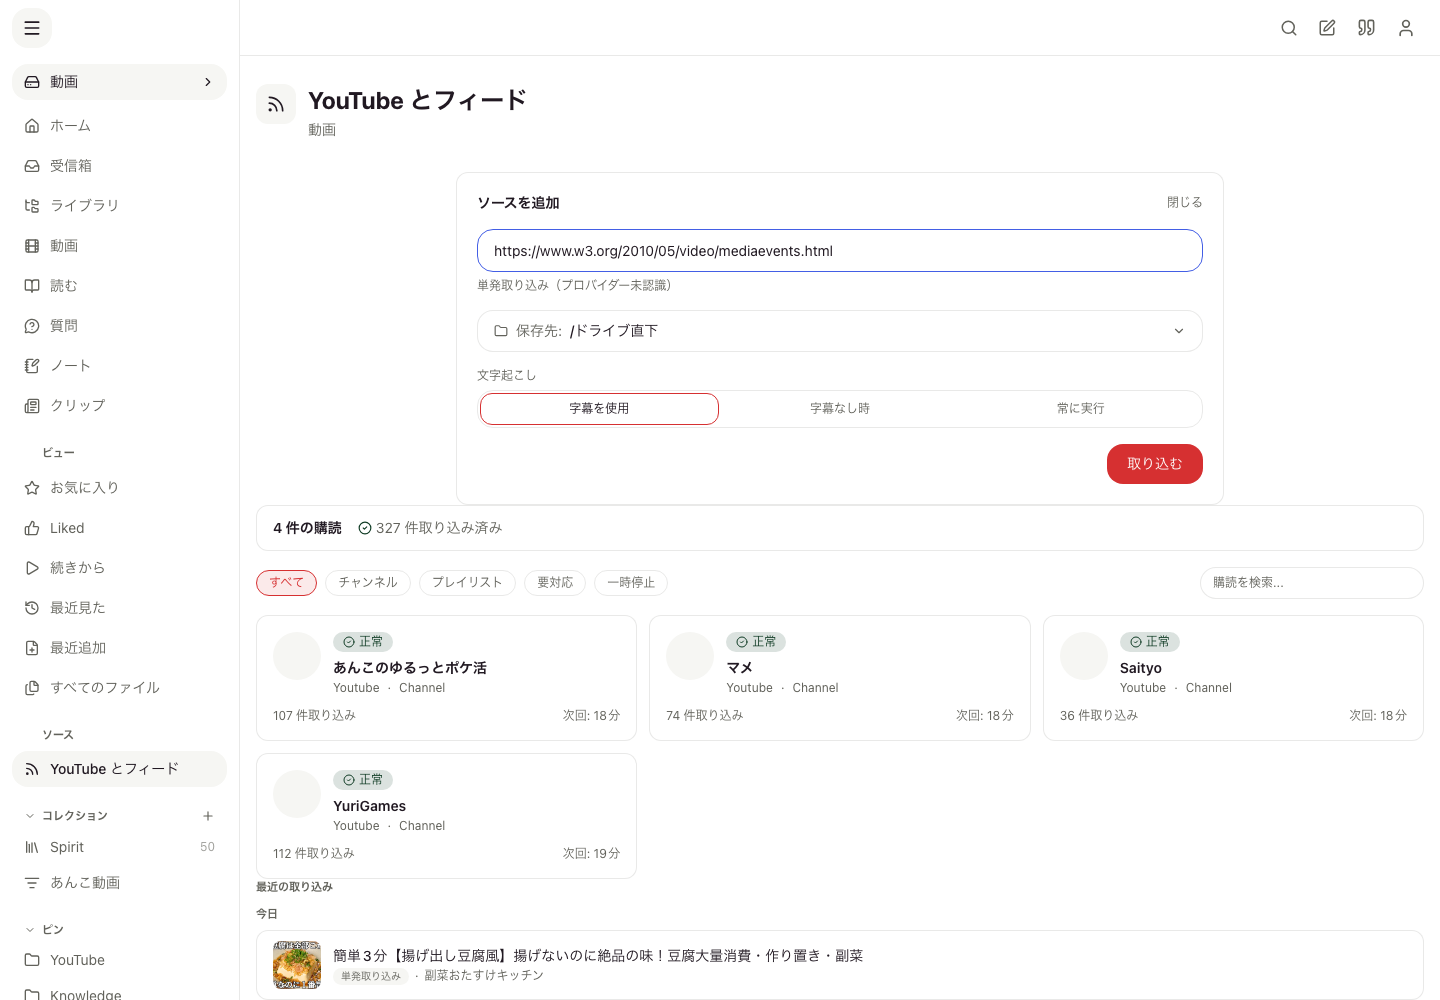 動画
ホーム
受信箱
ライブラリ
動画
読む
質問
ノート
クリップ
ビュー
お気に入り
Liked
続きから
最近見た
最近追加
すべてのファイル
ソース
YouTube とフィード
コレクション
Spirit 50
あんこ動画
ピン
YouTube
Knowledge
YouTube とフィード
動画
ソースを追加 閉じる
https://www.w3.org/2010/05/video/mediaevents.html
単発取り込み（プロバイダー未認識）
保存先: /ドライブ直下
文字起こし
字幕を使用 字幕なし時 常に実行
取り込む
4 件の購読 327 件取り込み済み
すべて チャンネル プレイリスト 要対応 一時停止 購読を検索...
正常
あんこのゆるっとポケ活
Youtube · Channel
107 件取り込み 次回: 18分
正常
マメ
Youtube · Channel
74 件取り込み 次回: 18分
正常
Saityo
Youtube · Channel
36 件取り込み 次回: 18分
正常
YuriGames
Youtube · Channel
112 件取り込み 次回: 19分
最近の取り込み
今日
簡単3分【揚げ出し豆腐風】揚げないのに絶品の味！豆腐大量消費・作り置き・副菜
単発取り込み · 副菜おたすけキッチン